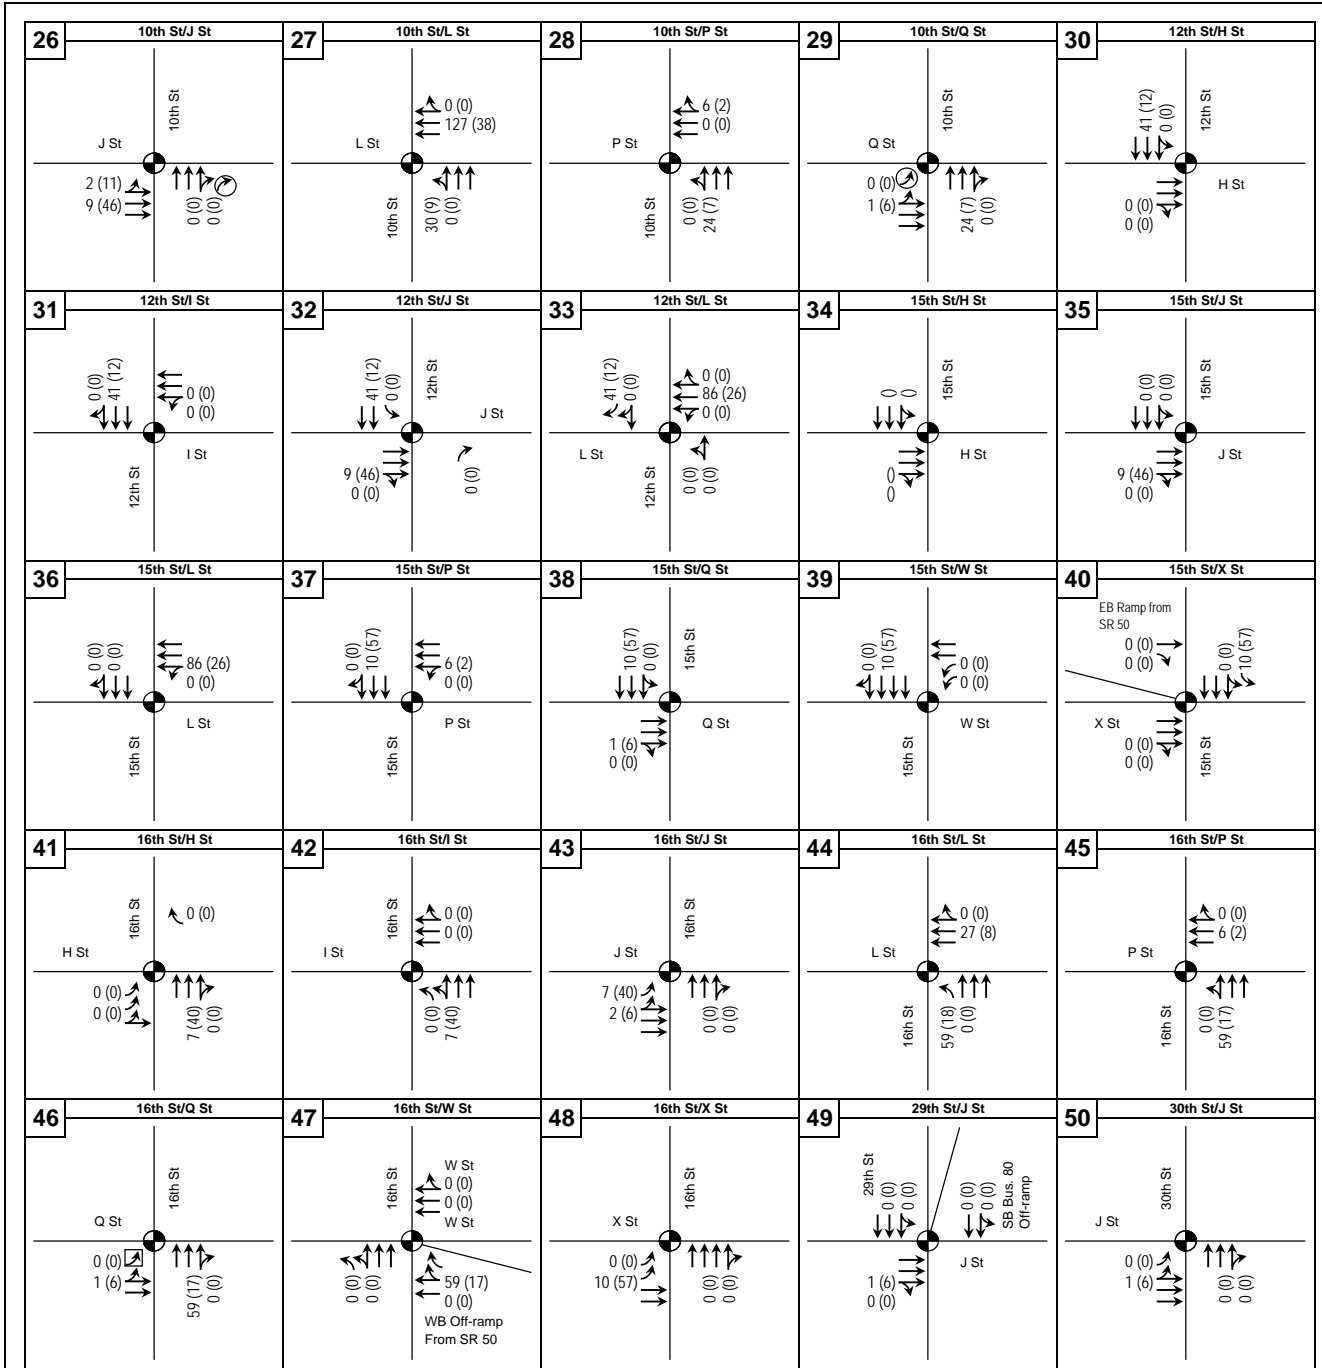 26
10th St/J St
10th St
J St
2 (11)
9 (46)
0 (0)
0 (0)
27
10th St/L St
0 (0)
127 (38)
L St
10th St
30 (9)
0 (0)
28
10th St/P St
6 (2)
0 (0)
P St
10th St
0 (0)
24 (7)
29
10th St/Q St
10th St
Q St
0 (0)
1 (6)
24 (7)
0 (0)
30
12th St/H St
41 (12)
0 (0)
12th St
H St
0 (0)
0 (0)
31
12th St/I St
0 (0)
41 (12)
0 (0)
0 (0)
I St
12th St
32
12th St/J St
41 (12)
0 (0)
12th St
J St
9 (46)
0 (0)
0 (0)
33
12th St/L St
41 (12)
0 (0)
0 (0)
86 (26)
0 (0)
L St
12th St
0 (0)
0 (0)
34
15th St/H St
()
()
15th St
H St
()
()
35
15th St/J St
0 (0)
0 (0)
15th St
J St
9 (46)
0 (0)
36
15th St/L St
0 (0)
0 (0)
86 (26)
0 (0)
L St
15th St
37
15th St/P St
0 (0)
10 (57)
6 (2)
0 (0)
P St
15th St
38
15th St/Q St
10 (57)
0 (0)
15th St
Q St
1 (6)
0 (0)
39
15th St/W St
0 (0)
10 (57)
0 (0)
0 (0)
W St
15th St
40
15th St/X St
EB Ramp from
SR 50
0 (0)
0 (0)
0 (0)
10 (57)
X St
0 (0)
0 (0)
15th St
41
16th St/H St
16th St
0 (0)
H St
0 (0)
0 (0)
7 (40)
0 (0)
42
16th St/I St
16th St
0 (0)
0 (0)
I St
0 (0)
7 (40)
43
16th St/J St
16th St
J St
7 (40)
2 (6)
0 (0)
0 (0)
44
16th St/L St
0 (0)
27 (8)
L St
16th St
59 (18)
0 (0)
45
16th St/P St
0 (0)
6 (2)
P St
16th St
0 (0)
59 (17)
46
16th St/Q St
16th St
Q St
0 (0)
1 (6)
59 (17)
0 (0)
47
16th St/W St
16th St
W St
0 (0)
0 (0)
W St
0 (0)
0 (0)
59 (17)
0 (0)
WB Off-ramp
From SR 50
48
16th St/X St
16th St
X St
0 (0)
10 (57)
0 (0)
0 (0)
49
29th St/J St
29th St
0 (0)
0 (0)
0 (0)
0 (0)
SB Bus. 80
Off-ramp
J St
1 (6)
0 (0)
50
30th St/J St
30th St
J St
0 (0)
1 (6)
0 (0)
0 (0)